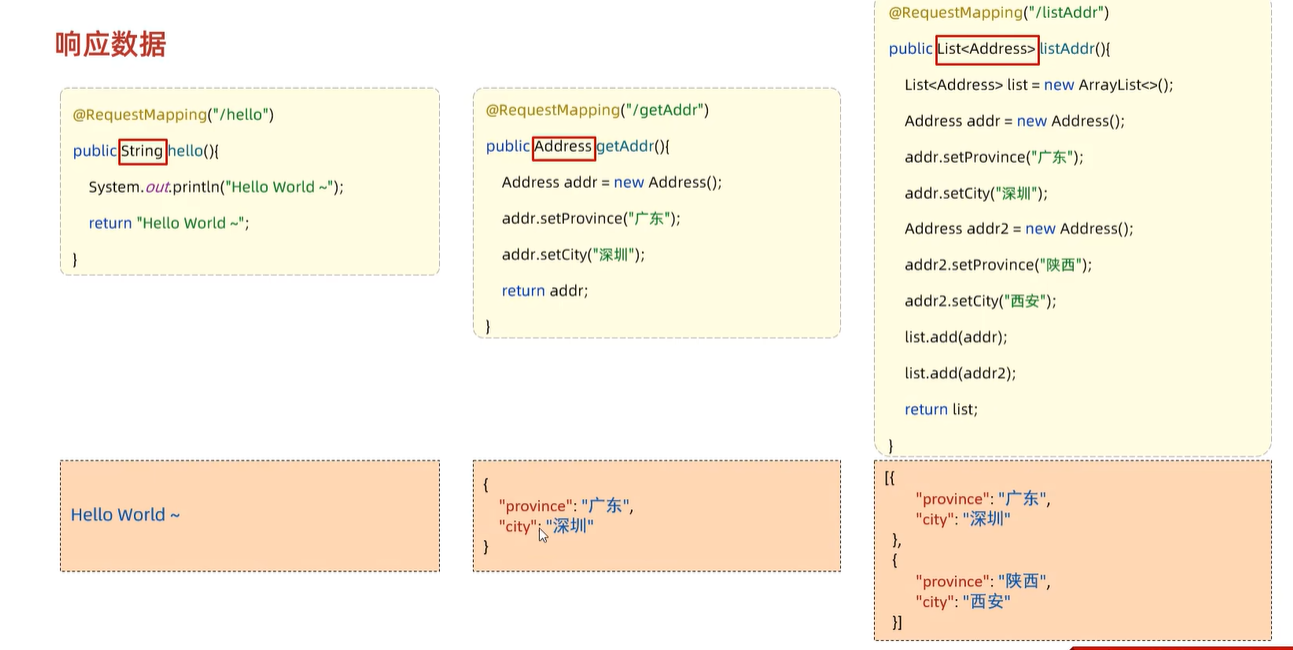 响应数据
@RequestMapping("/hello")
public String hello(){
System.out.println("Hello World ~");
return "Hello World ~";
}
Hello World ~
@RequestMapping("/getAddr")
public Address getAddr(){
Address addr = new Address();
addr.setProvince("广东");
addr.setCity("深圳");
return addr;
}
{
"province": "广东",
"city": "深圳"
}
@RequestMapping("/listAddr")
public List<Address> listAddr(){
List<Address> list = new ArrayList<>();
Address addr = new Address();
addr.setProvince("广东");
addr.setCity("深圳");
Address addr2 = new Address();
addr2.setProvince("陕西");
addr2.setCity("西安");
list.add(addr);
list.add(addr2);
return list;
}
[{
"province": "广东",
"city": "深圳"
},
{
"province": "陕西",
"city": "西安"
}]